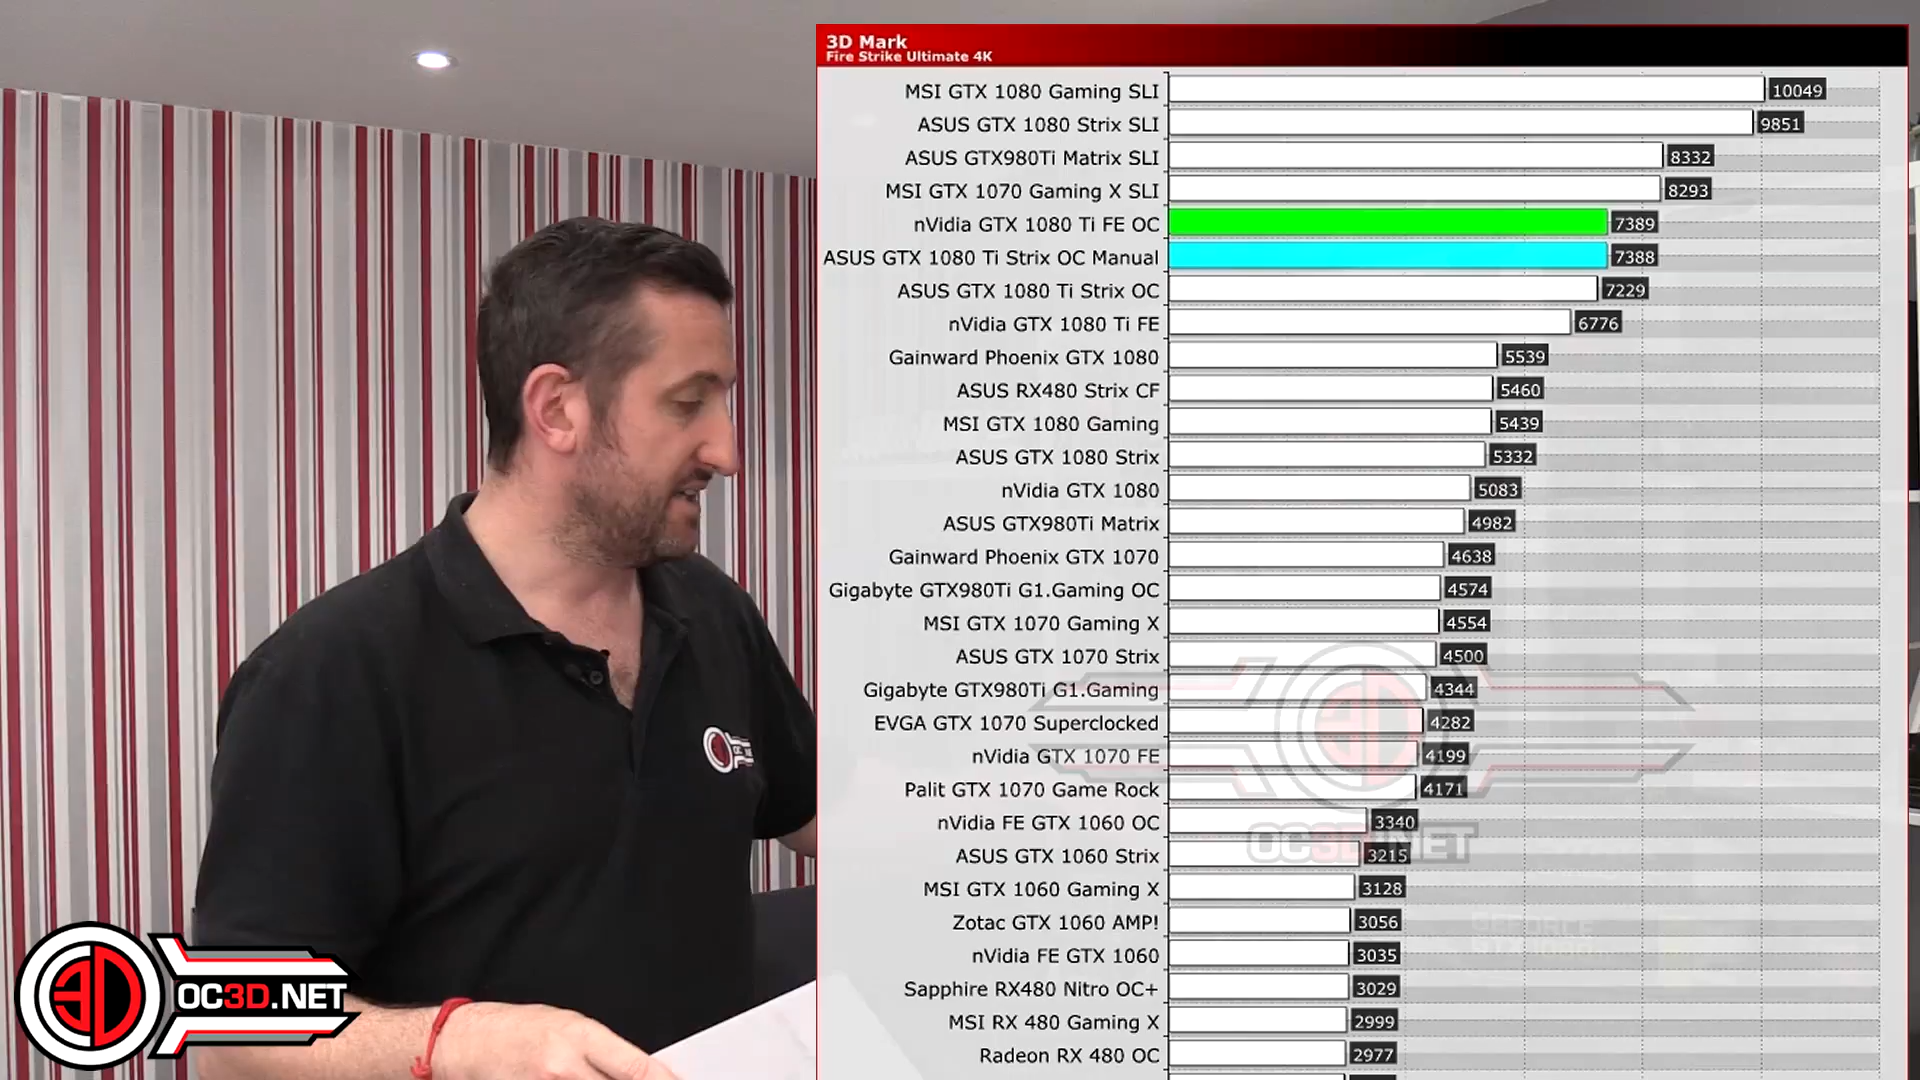 3D Mark
Fire Strike Ultimate 4K
MSI GTX 1080 Gaming SLI 10049
ASUS GTX 1080 Strix SLI 9851
ASUS GTX980Ti Matrix SLI 8332
MSI GTX 1070 Gaming X SLI 8293
nVidia GTX 1080 Ti FE OC 7389
ASUS GTX 1080 Ti Strix OC Manual 7388
ASUS GTX 1080 Ti Strix OC 7229
nVidia GTX 1080 Ti FE 6776
Gainward Phoenix GTX 1080 5539
ASUS RX480 Strix CF 5460
MSI GTX 1080 Gaming 5439
ASUS GTX 1080 Strix 5332
nVidia GTX 1080 5083
ASUS GTX980Ti Matrix 4982
Gainward Phoenix GTX 1070 4638
Gigabyte GTX980Ti G1.Gaming OC 4574
MSI GTX 1070 Gaming X 4554
ASUS GTX 1070 Strix 4500
Gigabyte GTX980Ti G1.Gaming 4344
EVGA GTX 1070 Superclocked 4282
nVidia GTX 1070 FE 4199
Palit GTX 1070 Game Rock 4171
nVidia FE GTX 1060 OC 3340
ASUS GTX 1060 Strix 3215
MSI GTX 1060 Gaming X 3128
Zotac GTX 1060 AMP! 3056
nVidia FE GTX 1060 3035
Sapphire RX480 Nitro OC+ 3029
MSI RX 480 Gaming X 2999
Radeon RX 480 OC 2977
OC3D.NET
3D OC3D.NET